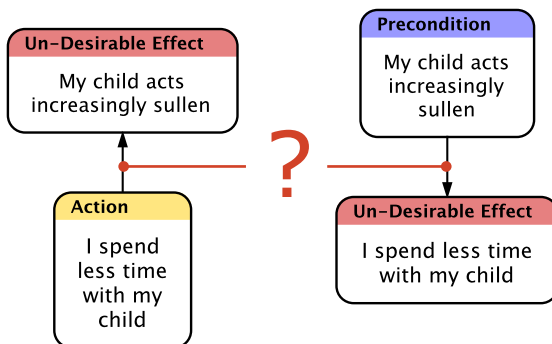 Un-Desirable Effect
My child acts
increasingly sullen
Action
I spend
less time
with my
child
?
Precondition
My child acts
increasingly
sullen
Un-Desirable Effect
I spend less time
with my child